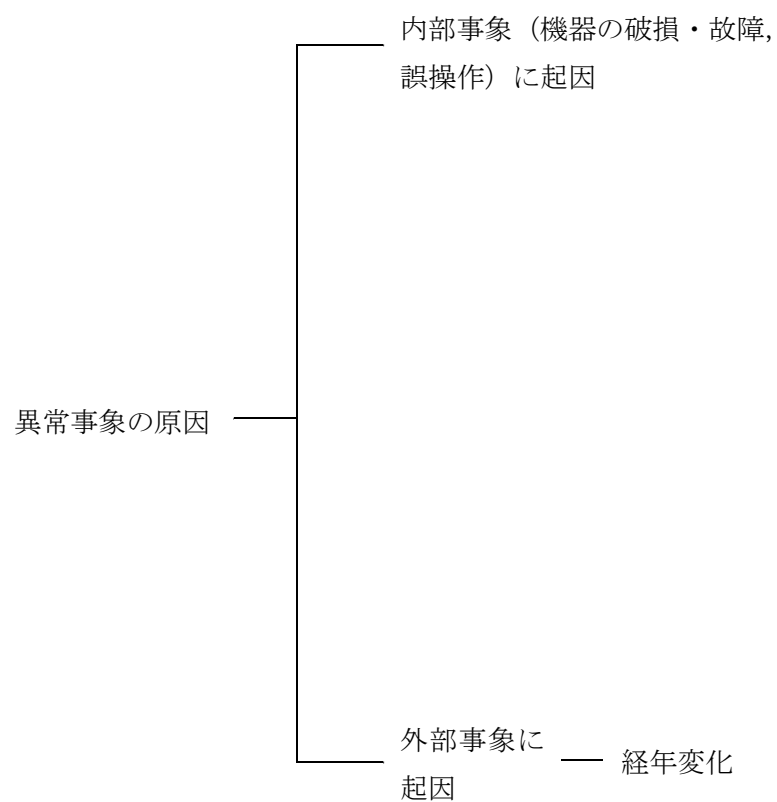 内部事象（機器の破損・故障,
誤操作）に起因
異常事象の原因
外部事象に
起因
経年変化